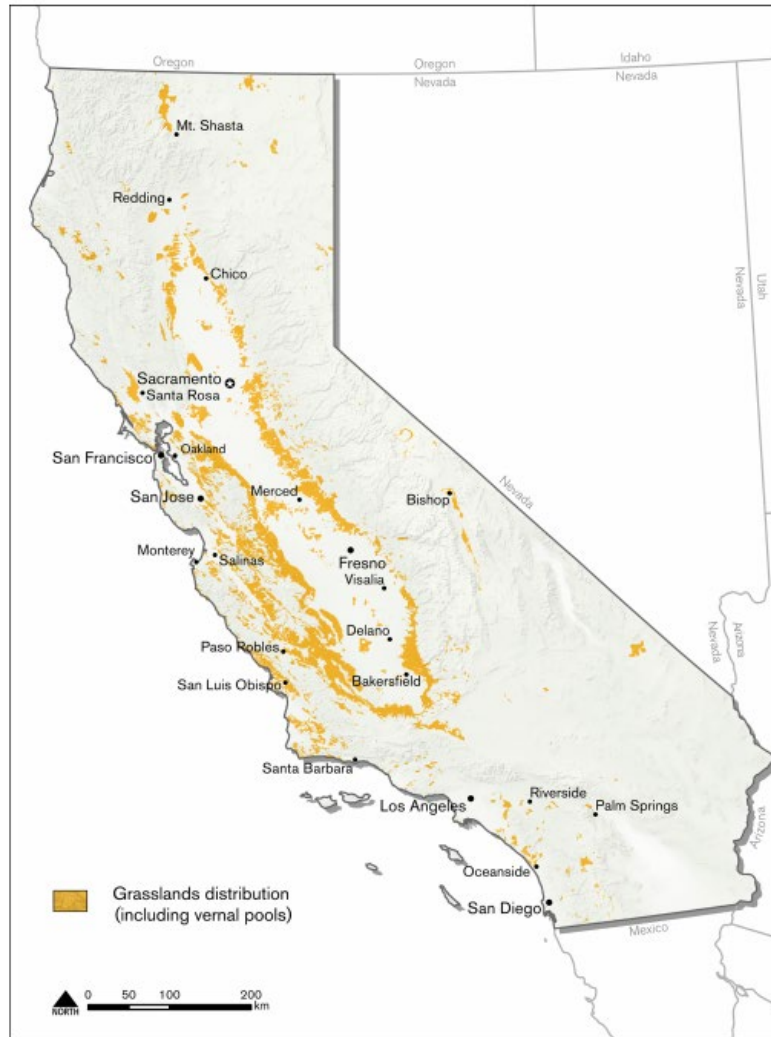 Oregon
Oregon
Idaho
Nevada
Nevada
Mt. Shasta
Redding
Chico
Nevada
Utah
Sacramento
Santa Rosa
San Francisco
Oakland
San Jose
Merced
Bishop
Nevada
Monterey
Salinas
Fresno
Visalia
Delano
Nevada
Arizona
Paso Robles
Bakersfield
San Luis Obispo
Santa Barbara
Los Angeles
Riverside
Palm Springs
Arizona
Oceanside
San Diego
Mexico
Grasslands distribution
(including vernal pools)
NORTH
0 50 100 200
km